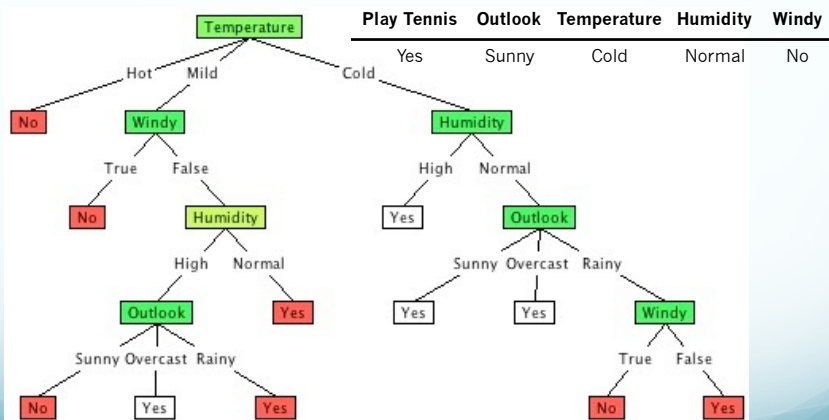 Play Tennis Outlook Temperature Humidity Windy
Yes Sunny Cold Normal No
Temperature
Hot Mild Cold
No Windy Humidity
True False High Normal
No Humidity Yes Outlook
High Normal Sunny Overcast Rainy
Outlook Yes Yes Yes Windy
Sunny Overcast Rainy True False
No Yes Yes No Yes